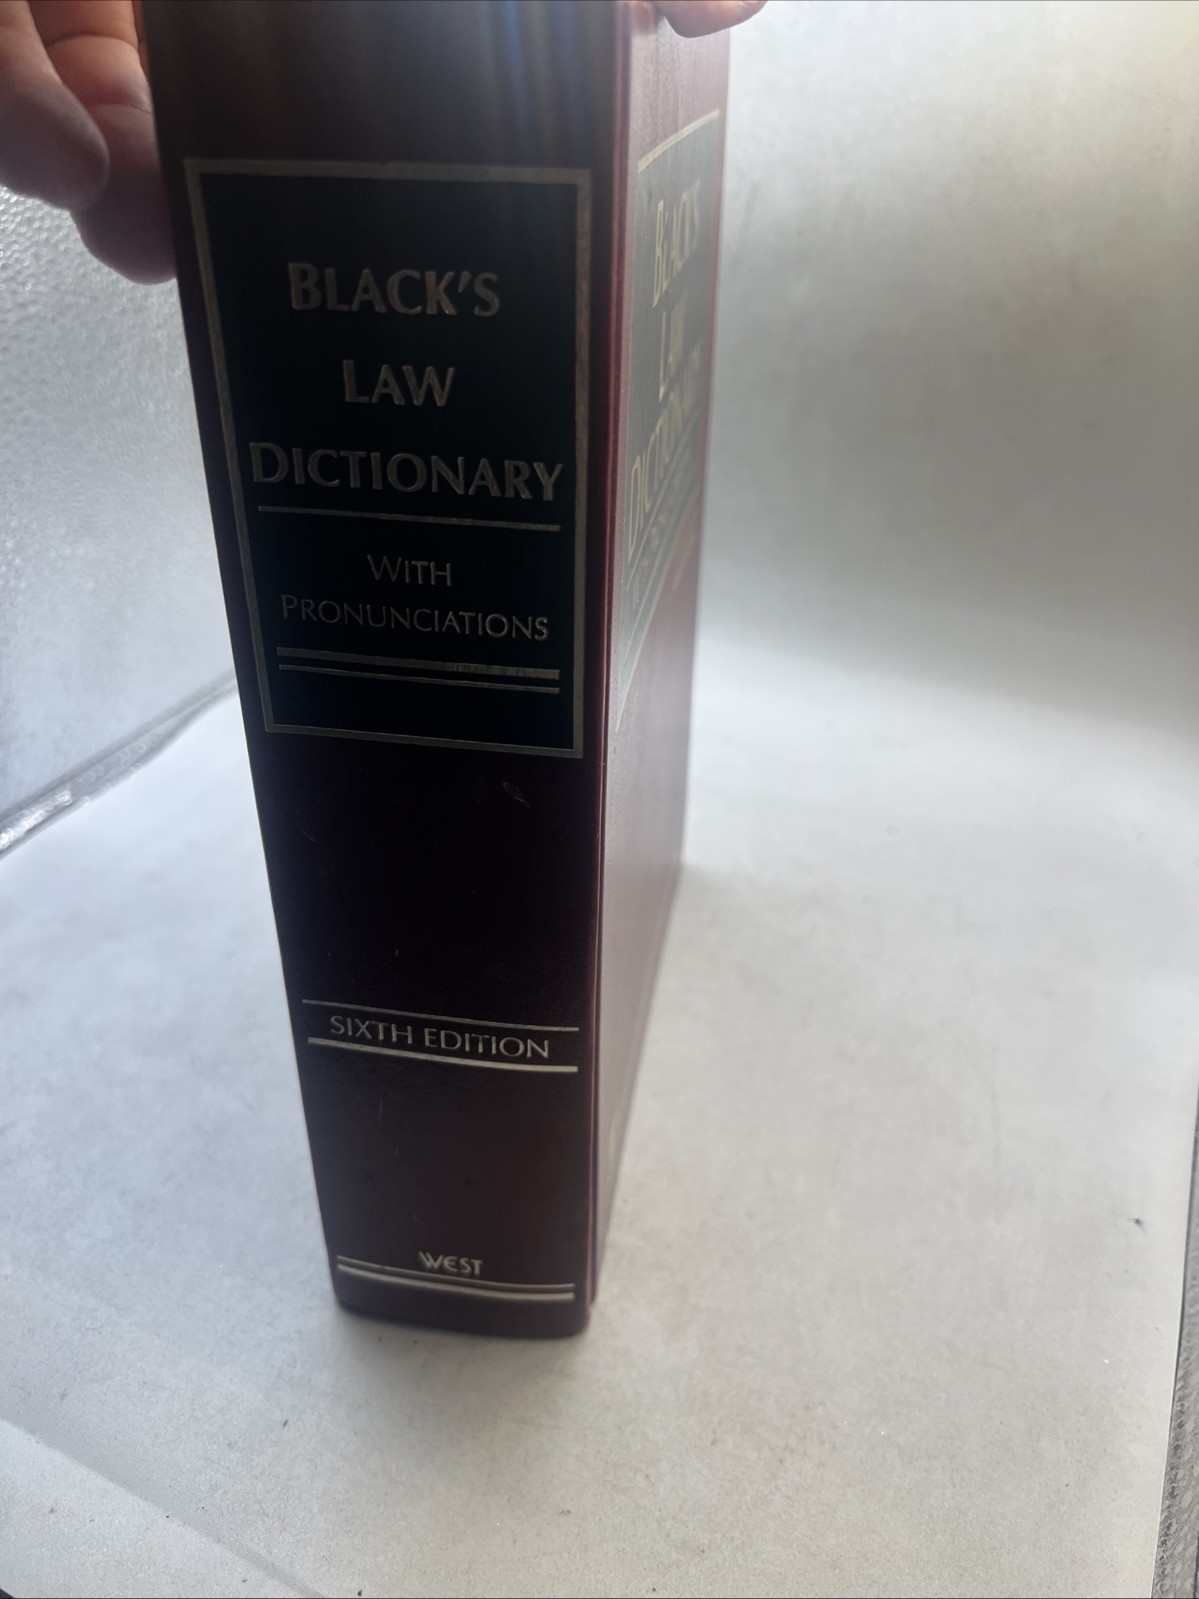 BLACK'S
LAW
DICTIONARY
WITH
PRONUNCIATIONS
SIXTH EDITION
WEST
BLACK'S
LAW
DICTIONARY